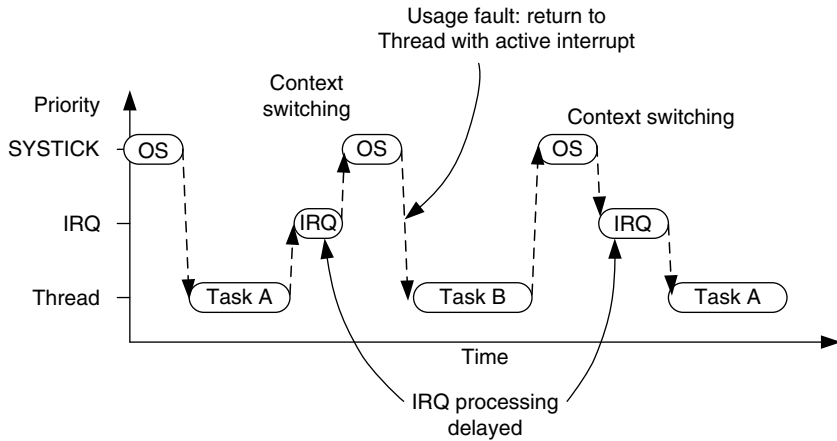 Usage fault: return to
Thread with active interrupt
Context
switching
Priority
Context switching
SYSTICK
OS
OS
OS
IRQ
IRQ
IRQ
Thread
Task A
Task B
Task A
Time
IRQ processing
delayed